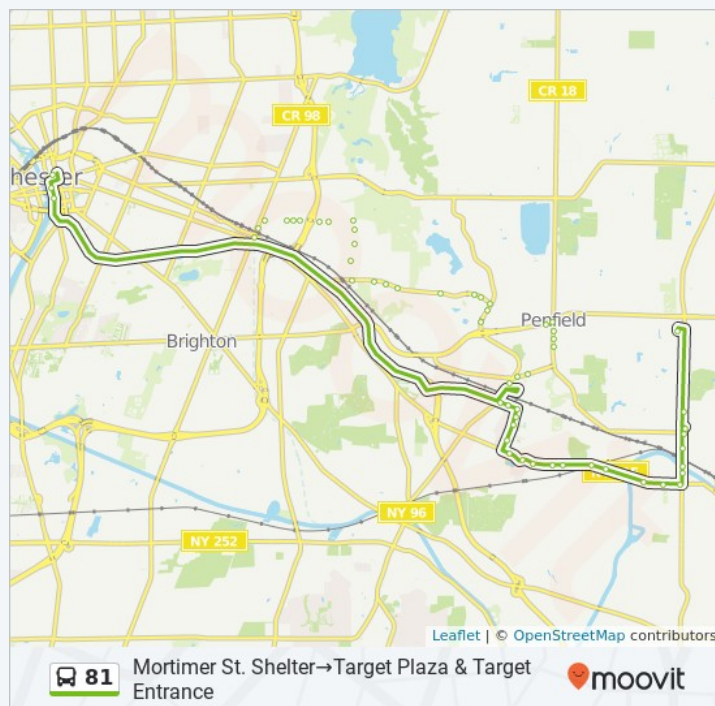 CR 98
CR 18
hester
Penfield
Brighton
NY 96
NY 252
Leaflet | © OpenStreetMap contributors
81
Mortimer St. Shelter→Target Plaza & Target
Entrance
moovit